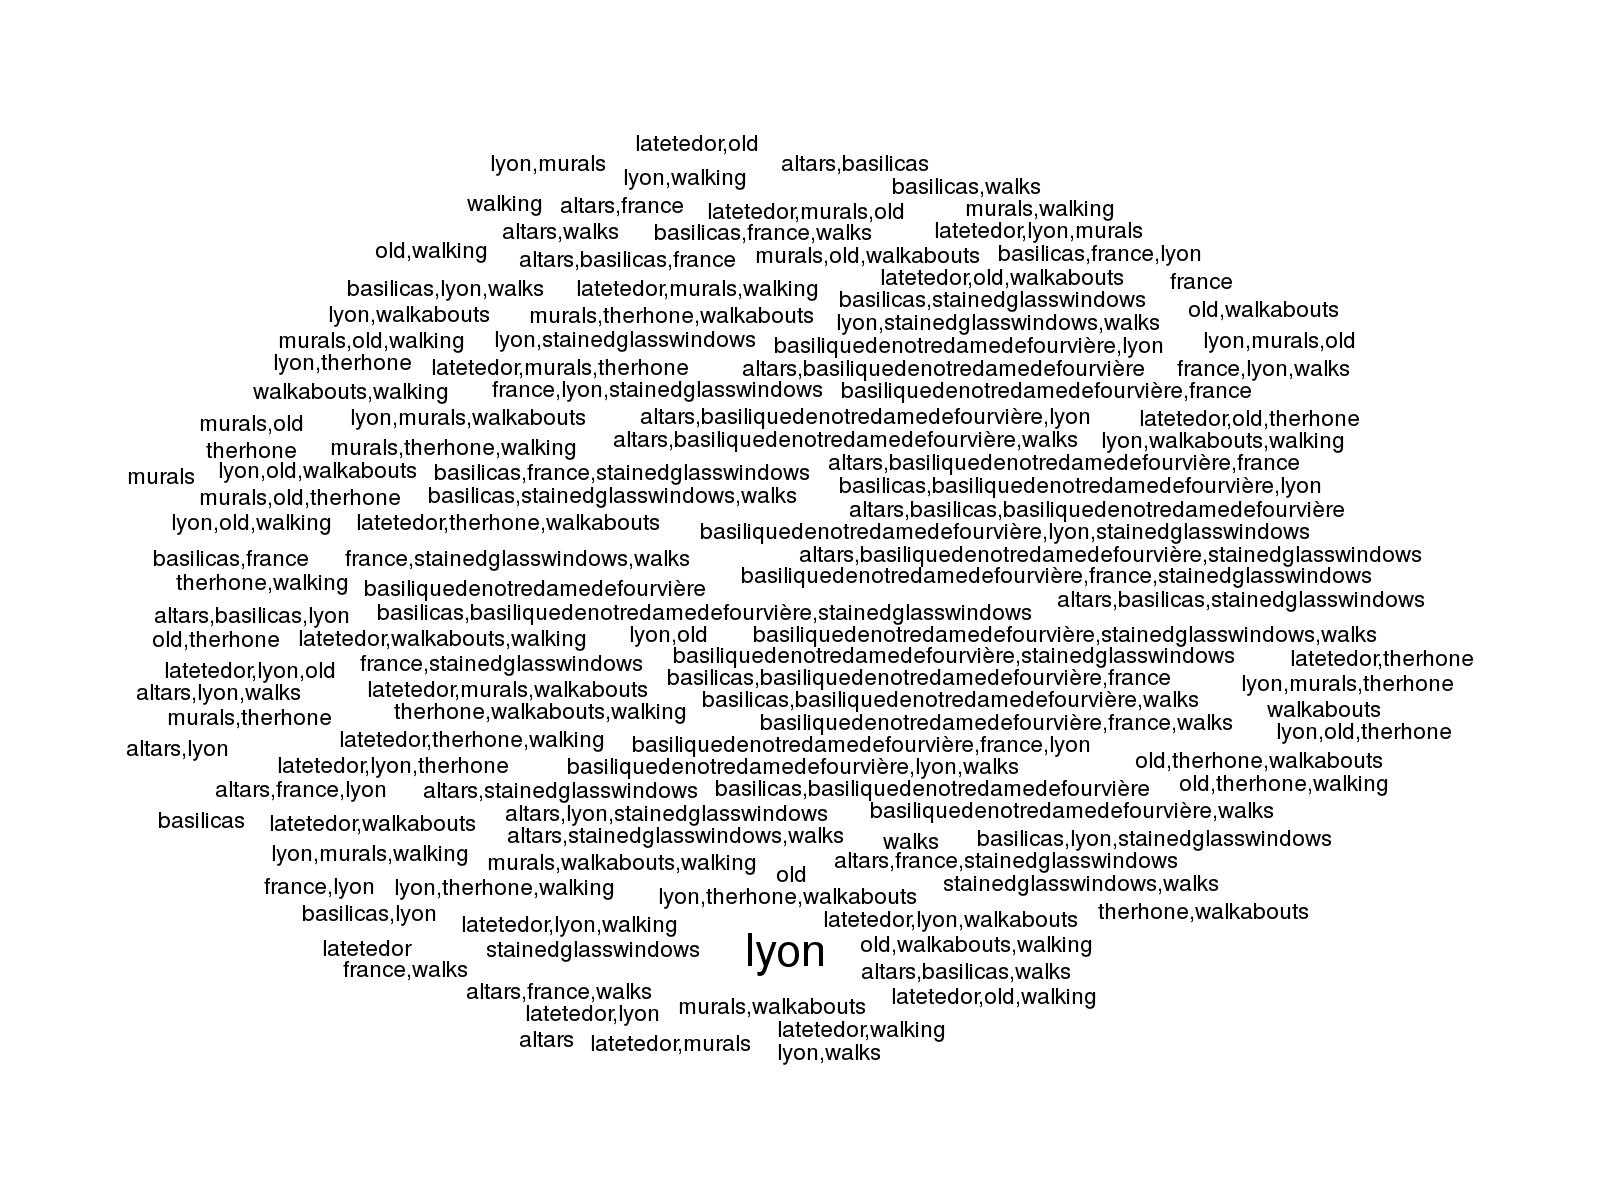 latetedor,old
lyon,murals altars,basilicas
lyon,walking
basilicas,walks
walking altars,france latetedor,murals,old murals,walking
altars,walks basilicas,france,walks latetedor,lyon,murals
old,walking altars,basilicas,france murals,old,walkabouts basilicas,france,lyon
latetedor,old,walkabouts france
basilicas,lyon,walks latetedor,murals,walking basilicas,stainedglasswindows
old,walkabouts
lyon,walkabouts murals,therhone,walkabouts lyon,stainedglasswindows,walks
murals,old,walking lyon,stainedglasswindows basiliquedenotredamedefourvière,lyon lyon,murals,old
lyon,therhone latetedor,murals,therhone altars,basiliquedenotredamedefourvière france,lyon,walks
walkabouts,walking france,lyon,stainedglasswindows basiliquedenotredamedefourvière,france
murals,old lyon,murals,walkabouts altars,basiliquedenotredamedefourvière,lyon latetedor,old,therhone
therhone murals,therhone,walking altars,basiliquedenotredamedefourvière,walks lyon,walkabouts,walking
murals lyon,old,walkabouts basilicas,france,stainedglasswindows altars,basiliquedenotredamedefourvière,france
basilicas,basiliquedenotredamedefourvière,lyon
murals,old,therhone basilicas,stainedglasswindows,walks altars,basilicas,basiliquedenotredamedefourvière
lyon,old,walking latetedor,therhone,walkabouts basiliquedenotredamedefourvière,lyon,stainedglasswindows
basilicas,france france,stainedglasswindows,walks altars,basiliquedenotredamedefourvière,stainedglasswindows
therhone,walking basiliquedenotredamedefourvière basiliquedenotredamedefourvière,france,stainedglasswindows
altars,basilicas,stainedglasswindows
altars,basilicas,lyon basilicas,basiliquedenotredamedefourvière,stainedglasswindows
old,therhone latetedor,walkabouts,walking lyon,old basiliquedenotredamedefourvière,stainedglasswindows,walks
latetedor,lyon,old france,stainedglasswindows basiliquedenotredamedefourvière,stainedglasswindows latetedor,therhone
basilicas,basiliquedenotredamedefourvière,france
altars,lyon,walks latetedor,murals,walkabouts basilicas,basiliquedenotredamedefourvière,walks lyon,murals,therhone
murals,therhone therhone,walkabouts,walking basiliquedenotredamedefourvière,france,walks walkabouts
lyon,old,therhone
altars,lyon latetedor,therhone,walking basiliquedenotredamedefourvière,france,lyon
latetedor,lyon,therhone basiliquedenotredamedefourvière,lyon,walks old,therhone,walkabouts
altars,france,lyon altars,stainedglasswindows basilicas,basiliquedenotredamedefourvière old,therhone,walking
basilicas latetedor,walkabouts altars,lyon,stainedglasswindows basiliquedenotredamedefourvière,walks
altars,stainedglasswindows,walks walks basilicas,lyon,stainedglasswindows
lyon,murals,walking murals,walkabouts,walking altars,france,stainedglasswindows
old
france,lyon lyon,therhone,walking lyon,therhone,walkabouts stainedglasswindows,walks
basilicas,lyon latetedor,lyon,walking latetedor,lyon,walkabouts therhone,walkabouts
latetedor stainedglasswindows lyon old,walkabouts,walking
france,walks altars,basilicas,walks
altars,france,walks murals,walkabouts latetedor,old,walking
latetedor,lyon
altars latetedor,murals latetedor,walking
lyon,walks